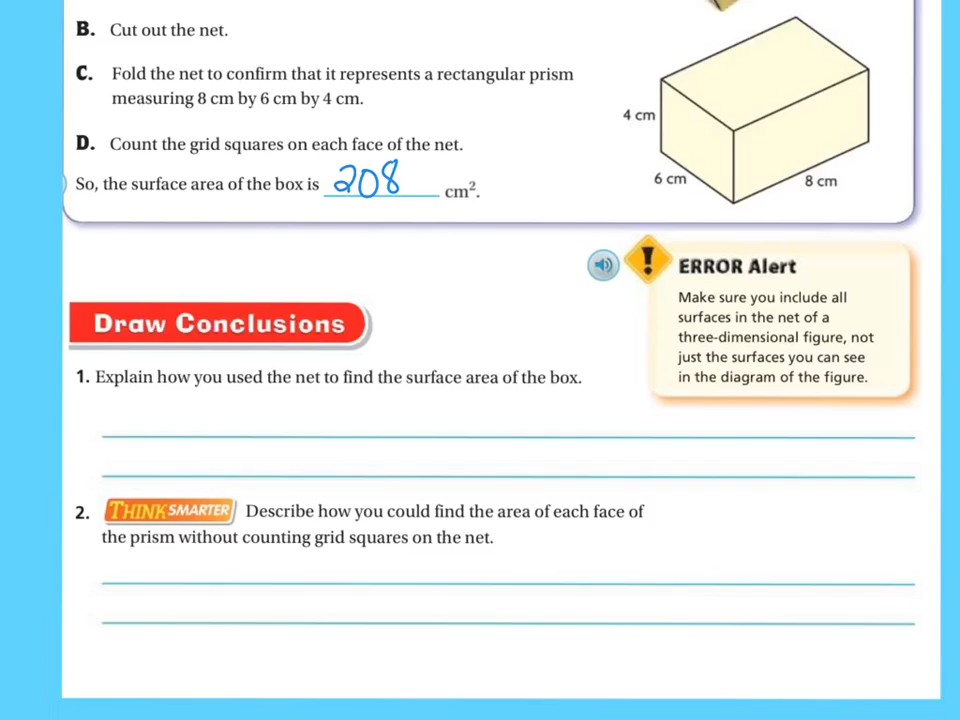 B. Cut out the net.
C. Fold the net to confirm that it represents a rectangular prism
measuring 8 cm by 6 cm by 4 cm.
D. Count the grid squares on each face of the net.
So, the surface area of the box is 208 cm².
4 cm
6 cm
8 cm
ERROR Alert
Make sure you include all
surfaces in the net of a
three-dimensional figure, not
just the surfaces you can see
in the diagram of the figure.
Draw Conclusions
1. Explain how you used the net to find the surface area of the box.
2. THINK SMARTER Describe how you could find the area of each face of
the prism without counting grid squares on the net.